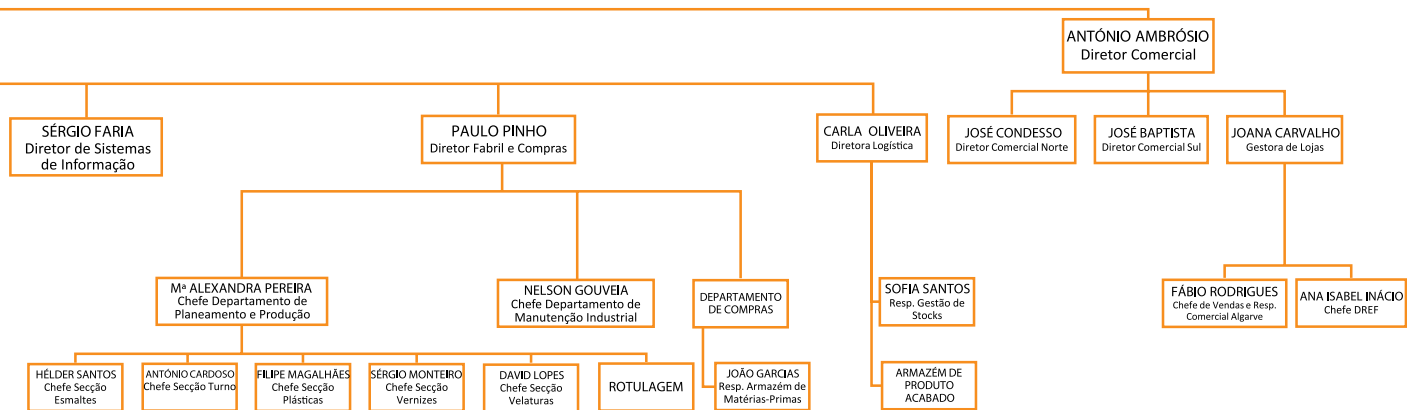 ANTÓNIO AMBRÓSIO
Diretor Comercial
SÉRGIO FARIA
Diretor de Sistemas
de Informação
PAULO PINHO
Diretor Fabril e Compras
CARLA OLIVEIRA
Diretora Logística
JOSÉ CONDESSO
Diretor Comercial Norte
JOSÉ BAPTISTA
Diretor Comercial Sul
JOANA CARVALHO
Gestora de Lojas
Mª ALEXANDRA PEREIRA
Chefe Departamento de
Planeamento e Produção
NELSON GOUVEIA
Chefe Departamento de
Manutenção Industrial
DEPARTAMENTO
DE COMPRAS
SOFIA SANTOS
Resp. Gestão de
Stocks
FÁBIO RODRIGUES
Chefe de Vendas e Resp.
Comercial Algarve
ANA ISABEL INÁCIO
Chefe DREF
HÉLDER SANTOS
Chefe Secção
Esmaltes
ANTÓNIO CARDOSO
Chefe Secção Turno
FILIPE MAGALHÃES
Chefe Secção
Plásticas
SÉRGIO MONTEIRO
Chefe Secção
Vernizes
DAVID LOPES
Chefe Secção
Velaturas
ROTULAGEM
JOÃO GARCIAS
Resp. Armazém de
Matérias-Primas
ARMAZÉM DE
PRODUTO
ACABADO